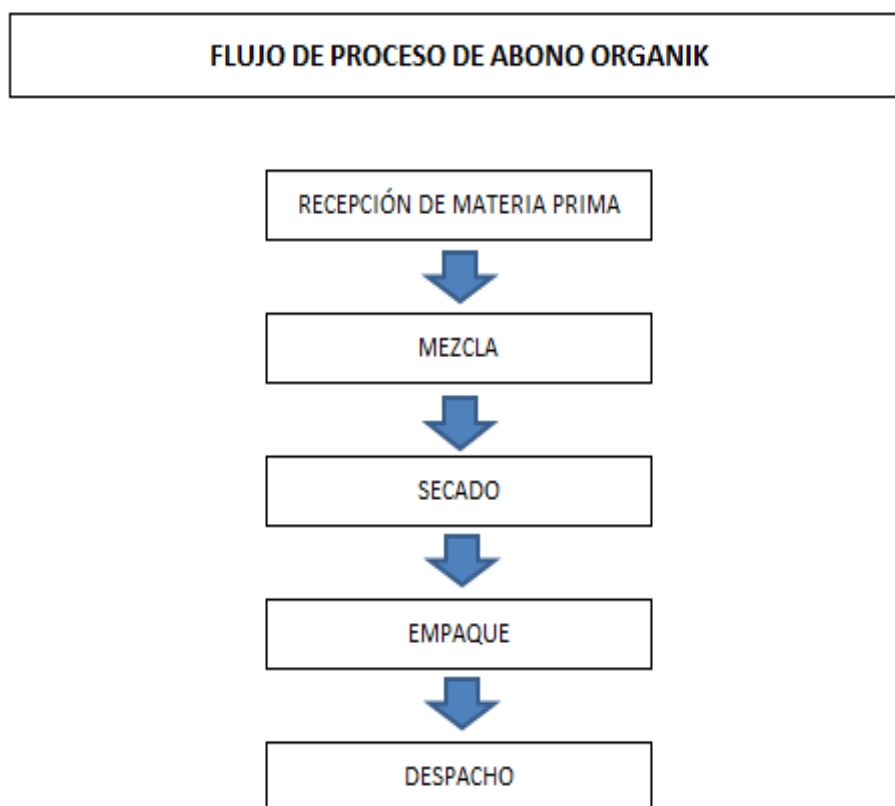 FLUJO DE PROCESO DE ABONO ORGANIK
RECEPCIÓN DE MATERIA PRIMA
MEZCLA
SECADO
EMPAQUE
DESPACHO